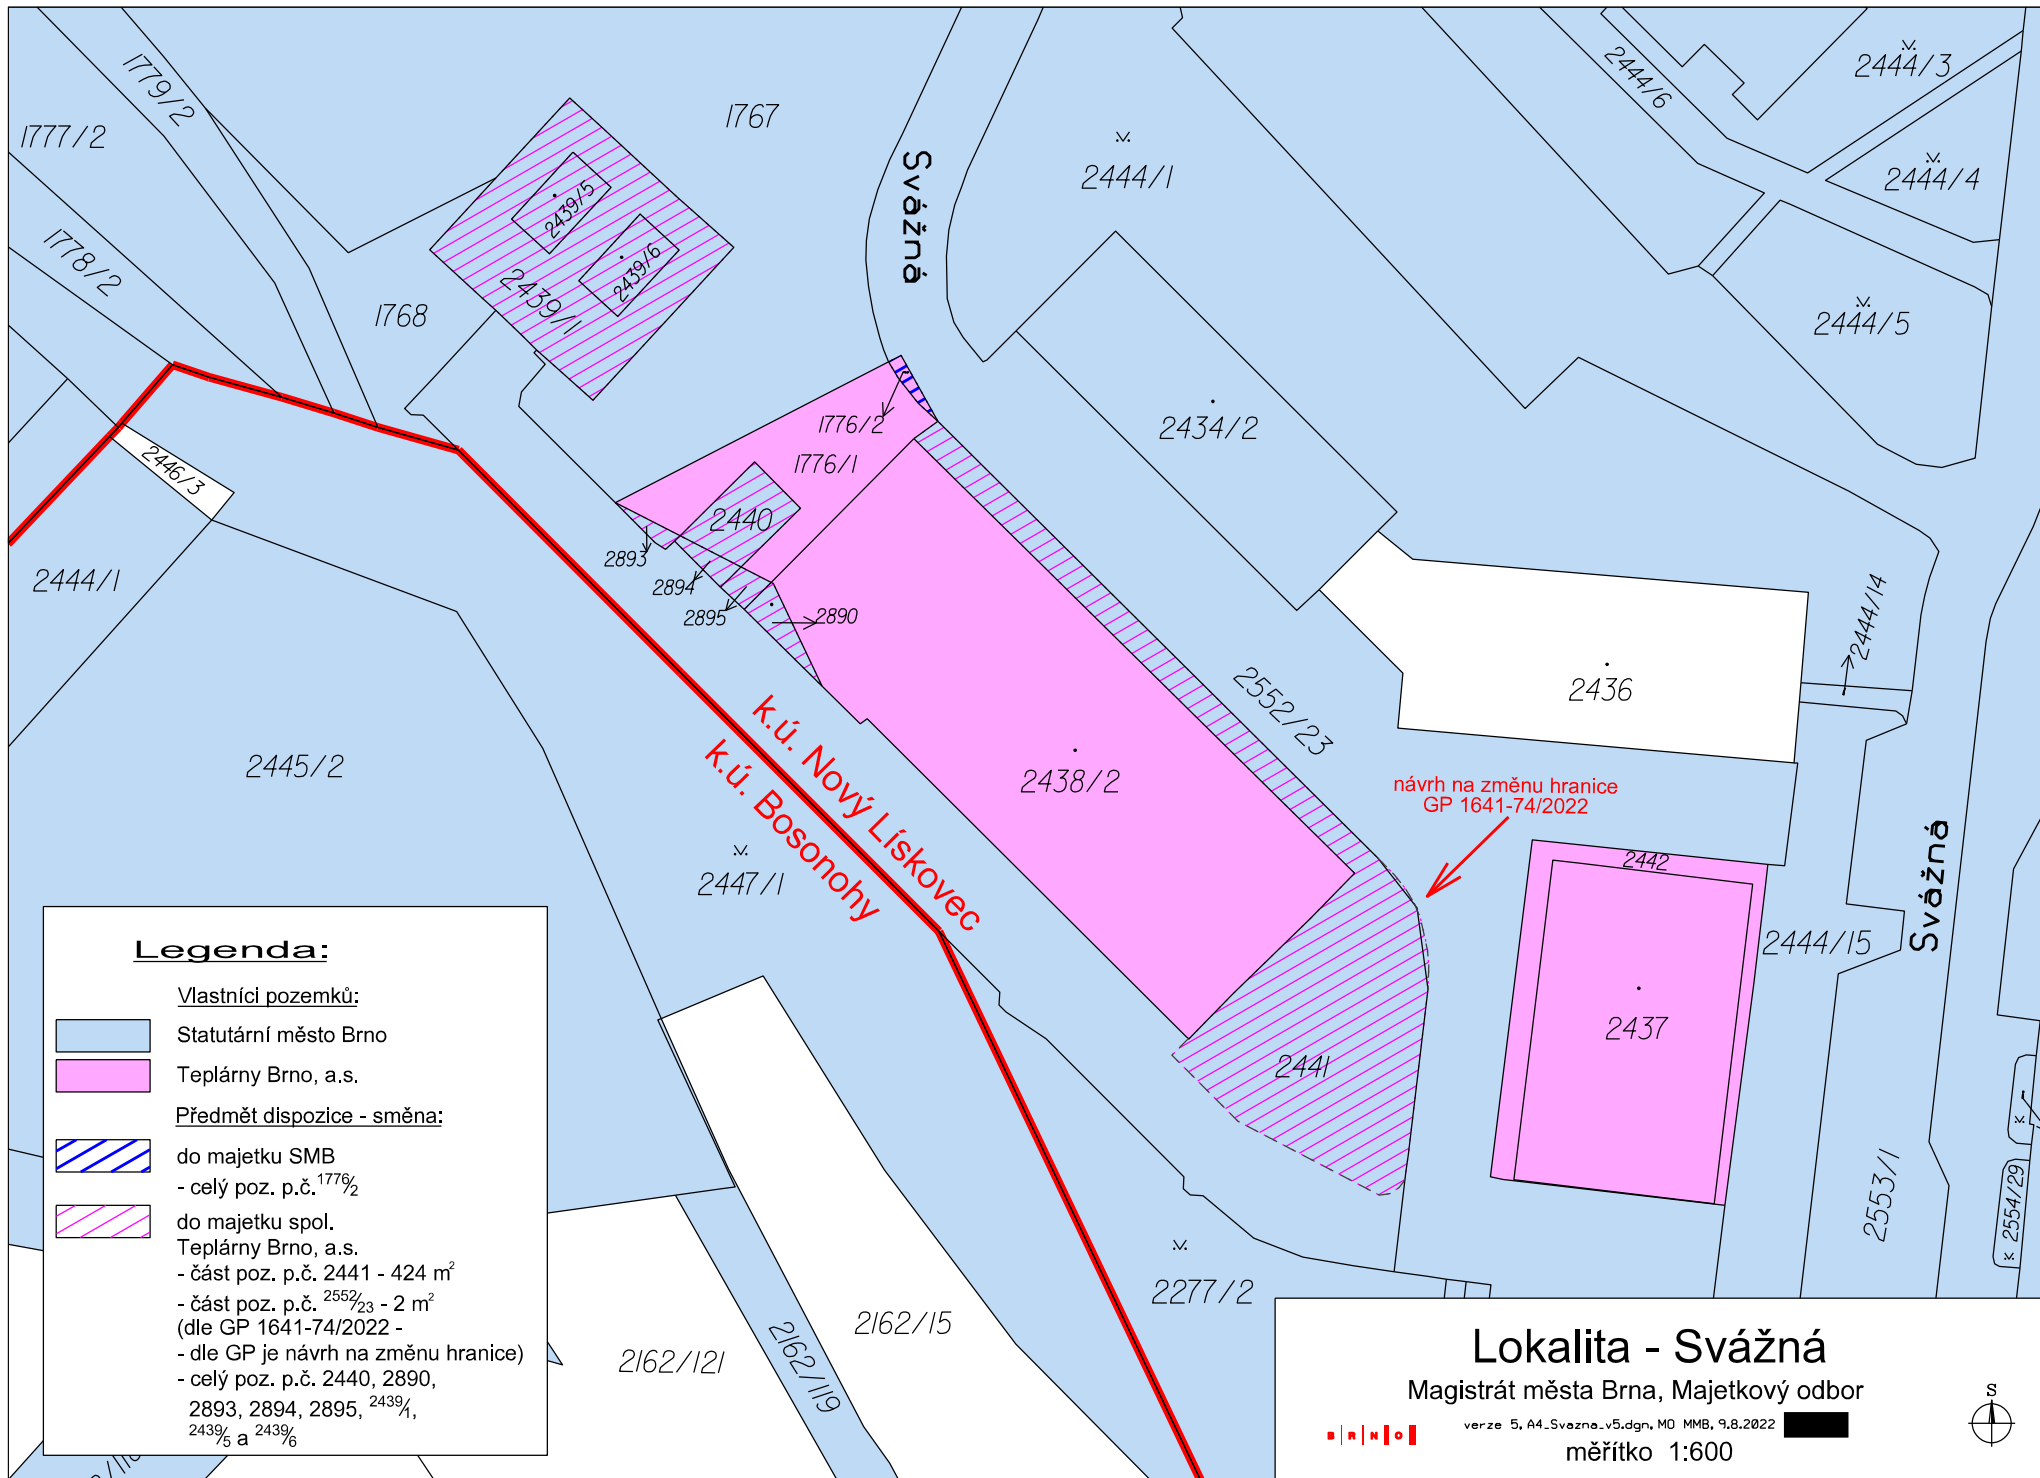 1779/2
1777/2
1778/2
1767
1768
2439/5
2439/6
2439/1
Svážná
2444/1
2444/6
2444/3
2444/4
2444/5
2434/2
1776/2
1776/1
2440
2893
2894
2895
2890
2446/3
2444/1
2445/2
2447/1
2438/2
2552/23
2436
2444/14
k.ú. Nový Lískovec
k.ú. Bosonohy
návrh na změnu hranice
GP 1641-74/2022
2442
2437
2441
2444/15
Svážná
2553/1
2554/29
2277/2
2162/15
2162/121
2162/119
Legenda:
Vlastníci pozemků:
Statutární město Brno
Teplárny Brno, a.s.
Předmět dispozice - směna:
do majetku SMB
- celý poz. p.č. 1776/2
do majetku spol.
Teplárny Brno, a.s.
- část poz. p.č. 2441 - 424 m²
- část poz. p.č. 2552/23 - 2 m²
(dle GP 1641-74/2022 -
- dle GP je návrh na změnu hranice)
- celý poz. p.č. 2440, 2890,
2893, 2894, 2895, 2439/1,
2439/5 a 2439/6
Lokalita - Svážná
Magistrát města Brna, Majetkový odbor
verze 5, A4_Svazna_v5.dgn, MO MMB, 9.8.2022
BRNO
měřítko 1:600
S